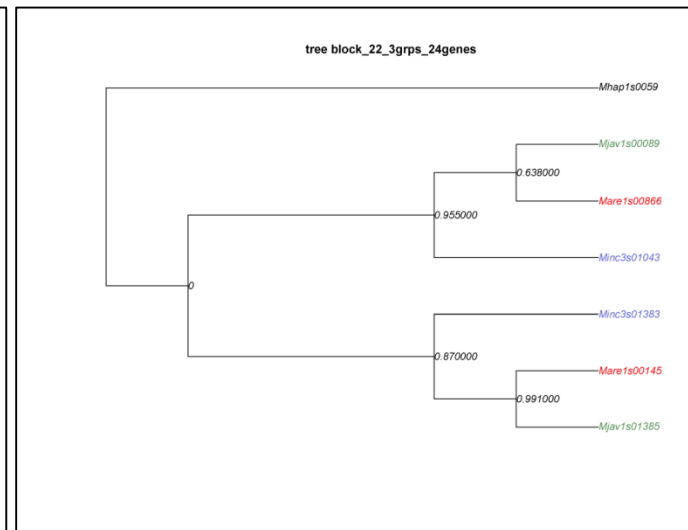 tree block_22_3grps_24genes
Mhap1s0059
Mjav1s00089
0.638000
Mare1s00866
0.955000
Minc3s01043
0
Minc3s01383
0.870000
Mare1s00145
0.991000
Mjav1s01385